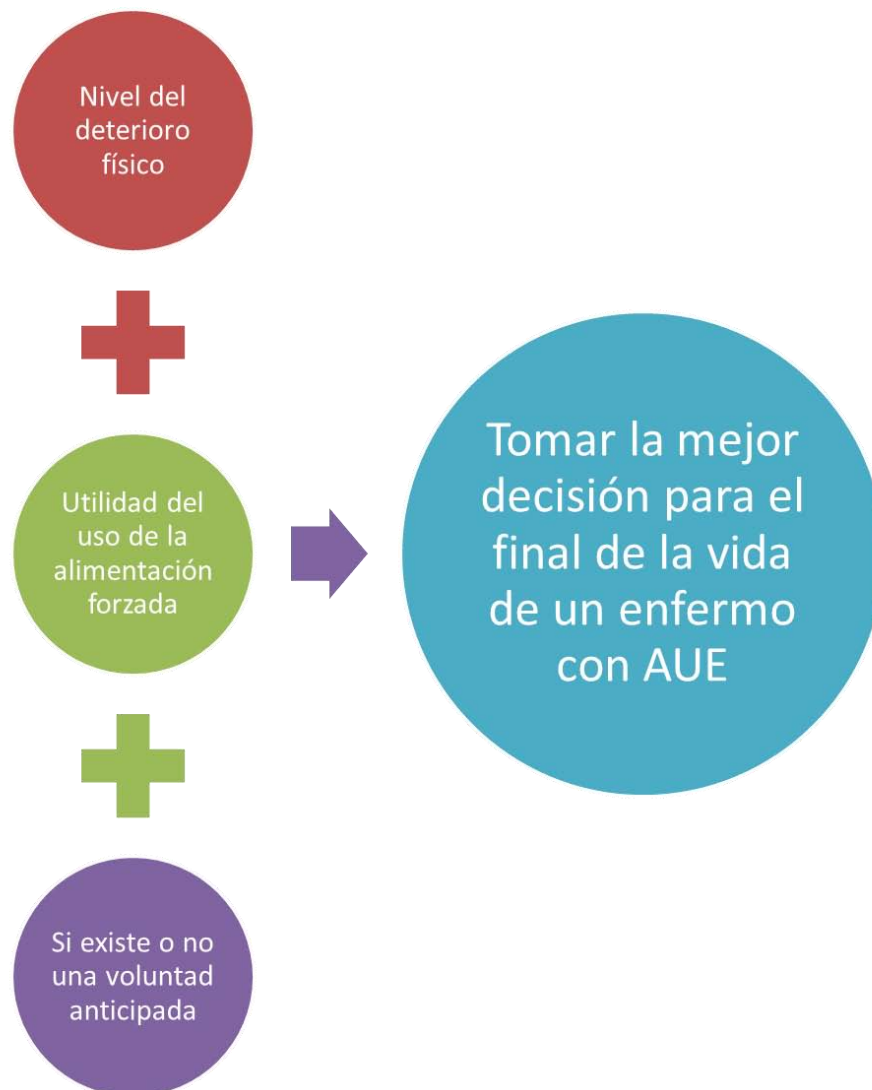 Nivel del
deterioro
físico
Utilidad del
uso de la
alimentación
forzada
Si existe o no
una voluntad
anticipada
Tomar la mejor
decisión para el
final de la vida
de un enfermo
con AUE